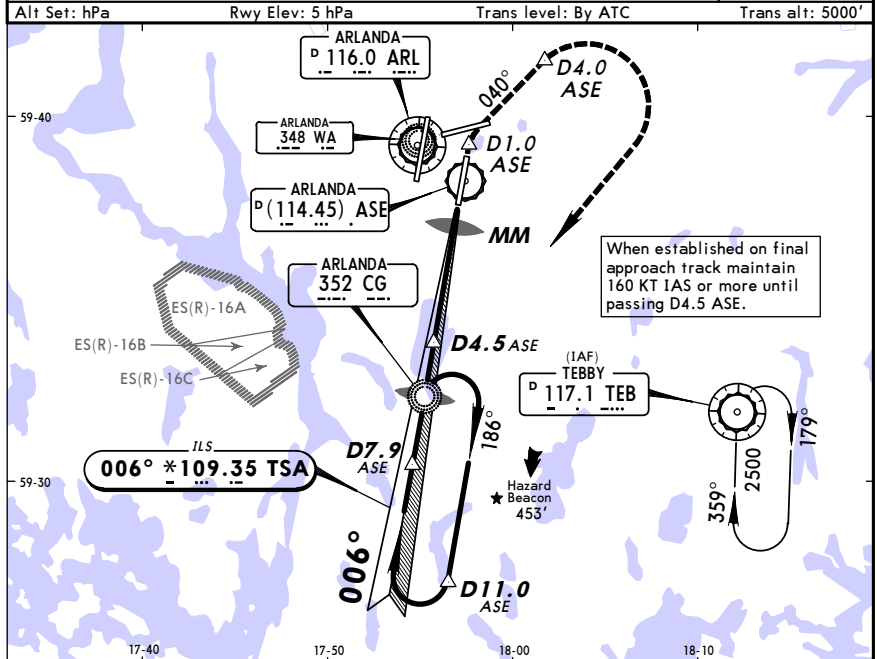 Alt Set: hPa Rwy Elev: 5 hPa Trans level: By ATC Trans alt: 5000'
ARLANDA
D 116.0 ARL
040°
D4.0
ASE
59-40
ARLANDA
348 WA
D1.0
ASE
ARLANDA
D (114.45) ASE
MM
When established on final
approach track maintain
160 KT IAS or more until
passing D4.5 ASE.
ARLANDA
352 CG
ES(R)-16A
ES(R)-16B
ES(R)-16C
D4.5 ASE
(IAF)
TEBBY
D 117.1 TEB
186°
179°
359°
2500
ILS
006° *109.35 TSA
D7.9
ASE
59-30
Hazard
Beacon
453'
006°
D11.0
ASE
17-40 17-50 18-00 18-10